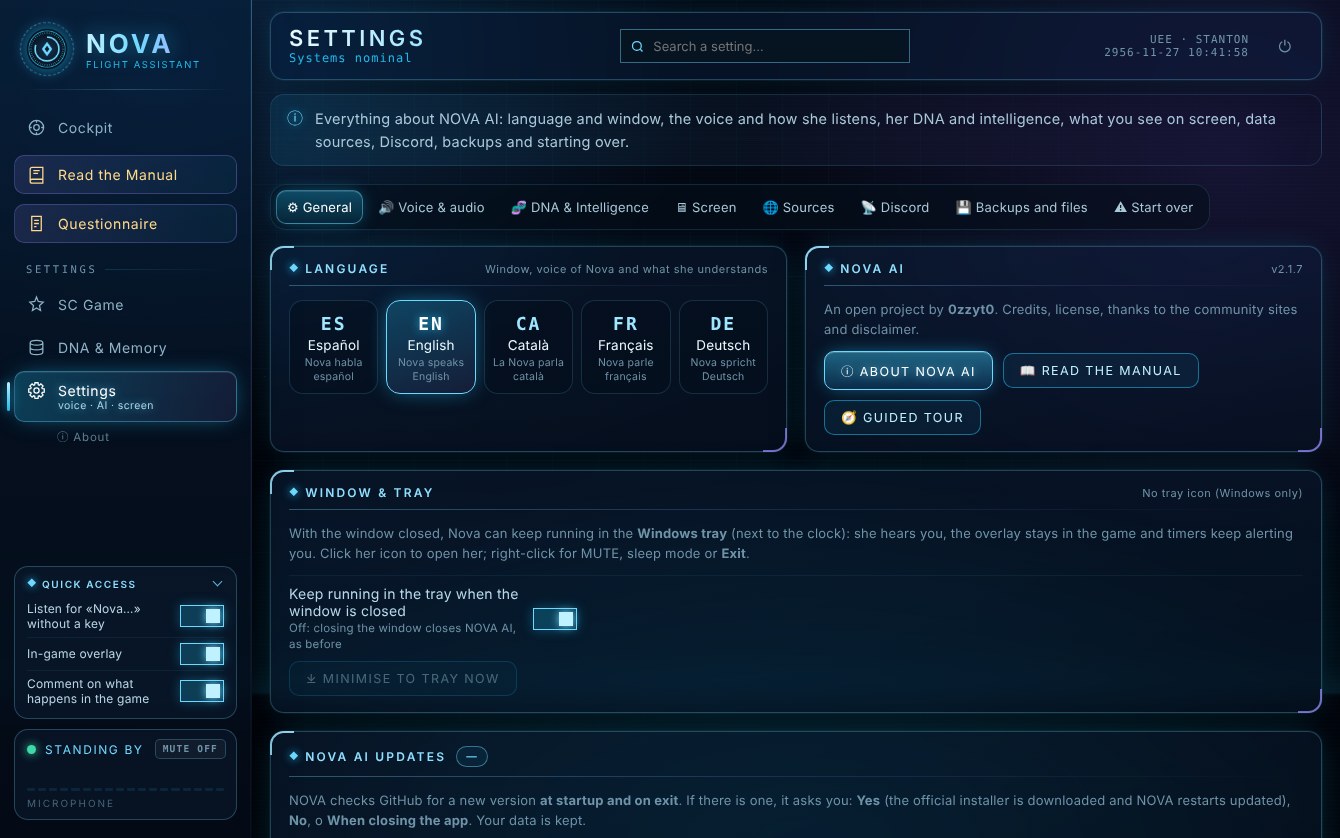 NOVA
FLIGHT ASSISTANT
Cockpit
Read the Manual
Questionnaire
SETTINGS
SC Game
DNA & Memory
Settings
voice · AI · screen
ⓘ About
QUICK ACCESS
Listen for «Nova…»
without a key
In-game overlay
Comment on what
happens in the game
STANDING BY MUTE OFF
MICROPHONE
SETTINGS
Systems nominal
Search a setting...
UEE · STANTON
2956-11-27 10:41:58
Everything about NOVA AI: language and window, the voice and how she listens, her DNA and intelligence, what you see on screen, data
sources, Discord, backups and starting over.
⚙ General 🔊 Voice & audio 🧬 DNA & Intelligence 🖥 Screen 🌐 Sources 📡 Discord 💾 Backups and files ⚠ Start over
◆ LANGUAGE Window, voice of Nova and what she understands
ES EN CA FR DE
Español English Català Français Deutsch
Nova habla Nova speaks La Nova parla Nova parle Nova spricht
español English català français Deutsch
◆ NOVA AI v2.1.7
An open project by 0zzyt0. Credits, license, thanks to the community sites
and disclaimer.
ⓘ ABOUT NOVA AI 📖 READ THE MANUAL
🧭 GUIDED TOUR
◆ WINDOW & TRAY No tray icon (Windows only)
With the window closed, Nova can keep running in the Windows tray (next to the clock): she hears you, the overlay stays in the game and timers keep alerting
you. Click her icon to open her; right-click for MUTE, sleep mode or Exit.
Keep running in the tray when the
window is closed
Off: closing the window closes NOVA AI,
as before
MINIMISE TO TRAY NOW
◆ NOVA AI UPDATES —
NOVA checks GitHub for a new version at startup and on exit. If there is one, it asks you: Yes (the official installer is downloaded and NOVA restarts updated),
No, o When closing the app. Your data is kept.